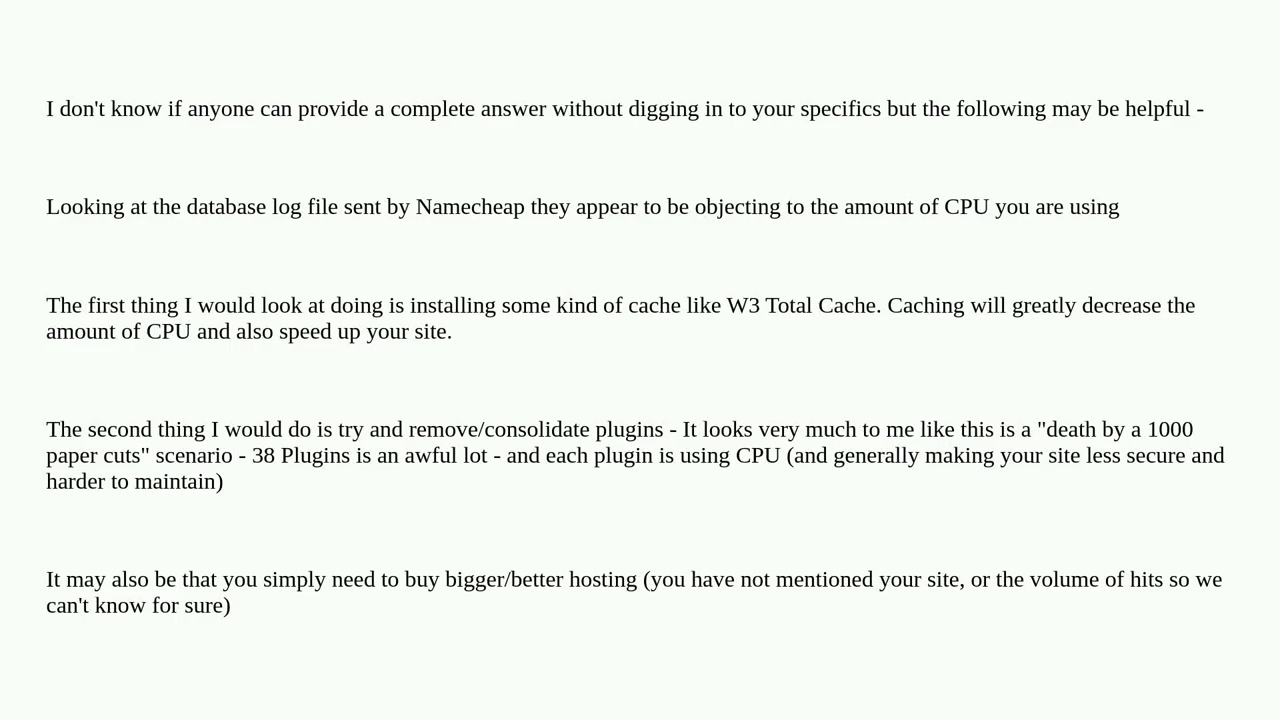 I don't know if anyone can provide a complete answer without digging in to your specifics but the following may be helpful -
Looking at the database log file sent by Namecheap they appear to be objecting to the amount of CPU you are using
The first thing I would look at doing is installing some kind of cache like W3 Total Cache. Caching will greatly decrease the
amount of CPU and also speed up your site.
The second thing I would do is try and remove/consolidate plugins - It looks very much to me like this is a "death by a 1000
paper cuts" scenario - 38 Plugins is an awful lot - and each plugin is using CPU (and generally making your site less secure and
harder to maintain)
It may also be that you simply need to buy bigger/better hosting (you have not mentioned your site, or the volume of hits so we
can't know for sure)